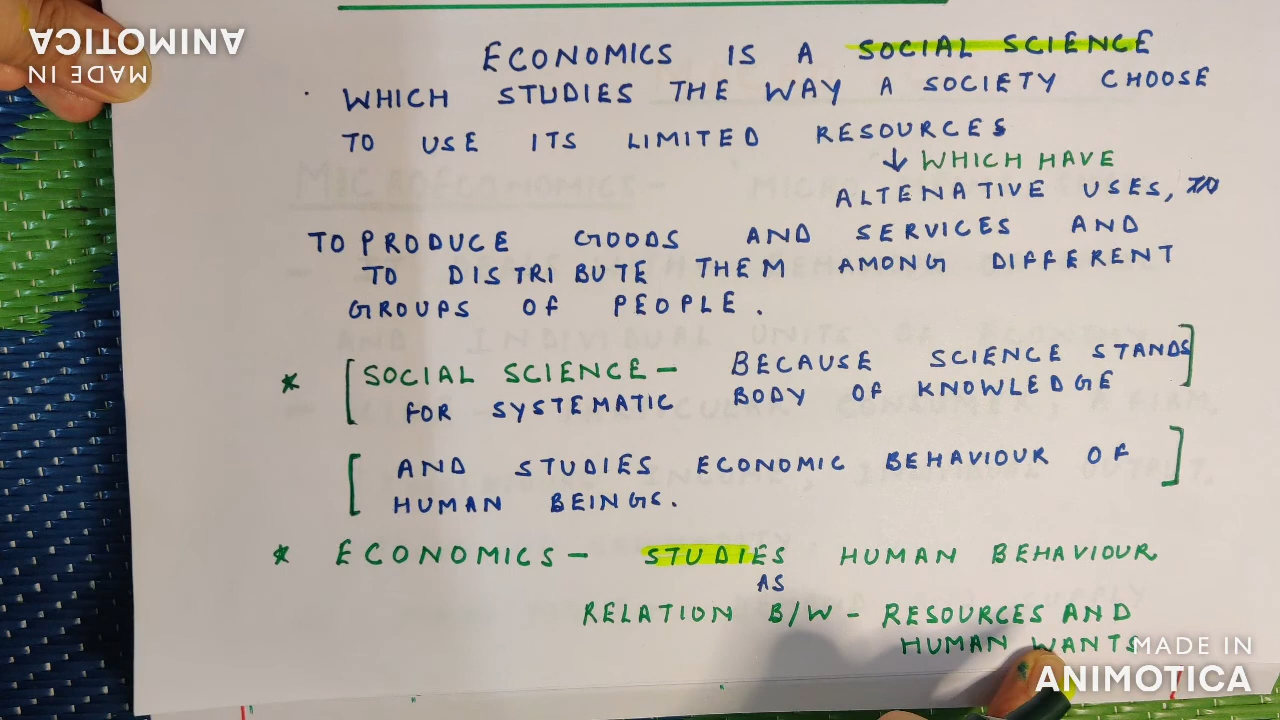 ECONOMICS IS A SOCIAL SCIENCE
WHICH STUDIES THE WAY A SOCIETY CHOOSE
TO USE ITS LIMITED RESOURCES
↓ WHICH HAVE
ALTENATIVE USES,
TO PRODUCE GOODS AND SERVICES AND
TO DISTRIBUTE THEM AMONG DIFFERENT
GROUPS OF PEOPLE.
* [SOCIAL SCIENCE - BECAUSE SCIENCE STANDS
FOR SYSTEMATIC BODY OF KNOWLEDGE]
[AND STUDIES ECONOMIC BEHAVIOUR OF
HUMAN BEINGS.]
* ECONOMICS - STUDIES HUMAN BEHAVIOUR
AS
RELATION B/W - RESOURCES AND
HUMAN WANTS
MADE IN
ANIMOTICA
MADE IN
ANIMOTICA